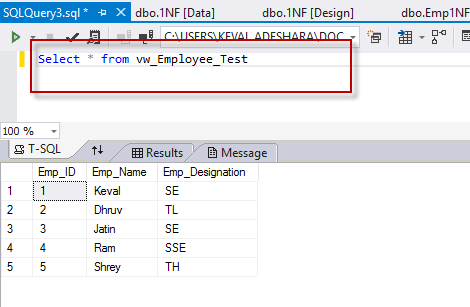 SQLQuery3.sql * dbo.1NF [Data] dbo.1NF [Design] dbo.Emp1NF
C:\USERS\KEVAL ADESHARA\DOC
Select * from vw_Employee_Test
100 %
T-SQL Results Message
Emp_ID Emp_Name Emp_Designation
1 1 Keval SE
2 2 Dhruv TL
3 3 Jatin SE
4 4 Ram SSE
5 5 Shrey TH